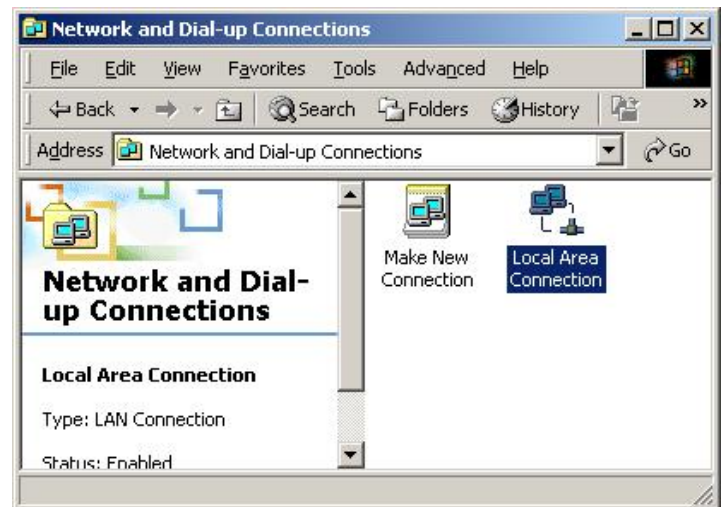 Network and Dial-up Connections
File Edit View Favorites Tools Advanced Help
Back Search Folders History »
Address Network and Dial-up Connections Go
Network and Dial-
up Connections
Local Area Connection
Type: LAN Connection
Status: Enabled
Make New
Connection
Local Area
Connection